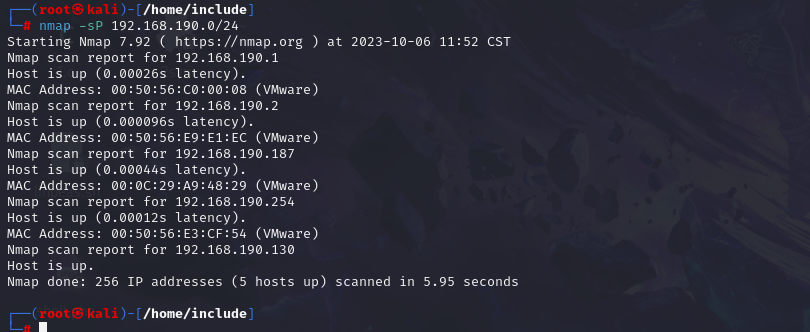 ┌──(root㉿kali)-[/home/include]
└─# nmap -sP 192.168.190.0/24
Starting Nmap 7.92 ( https://nmap.org ) at 2023-10-06 11:52 CST
Nmap scan report for 192.168.190.1
Host is up (0.00026s latency).
MAC Address: 00:50:56:C0:00:08 (VMware)
Nmap scan report for 192.168.190.2
Host is up (0.000096s latency).
MAC Address: 00:50:56:E9:E1:EC (VMware)
Nmap scan report for 192.168.190.187
Host is up (0.00044s latency).
MAC Address: 00:0C:29:A9:48:29 (VMware)
Nmap scan report for 192.168.190.254
Host is up (0.00012s latency).
MAC Address: 00:50:56:E3:CF:54 (VMware)
Nmap scan report for 192.168.190.130
Host is up.
Nmap done: 256 IP addresses (5 hosts up) scanned in 5.95 seconds
┌──(root㉿kali)-[/home/include]
└─#